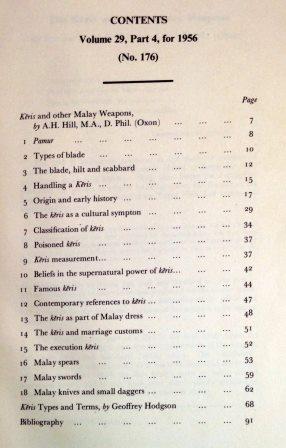 CONTENTS
Volume 29, Part 4, for 1956
(No. 176)
Page
Kĕris and other Malay Weapons,
by A.H. Hill, M.A., D. Phil. (Oxon) ... ... ... 7
1 Pamur ... ... ... ... ... ... 8
2 Types of blade ... ... ... ... ... 10
3 The blade, hilt and scabbard ... ... ... 12
4 Handling a Kĕris ... ... ... ... ... 15
5 Origin and early history ... ... ... ... 17
6 The kĕris as a cultural sympton ... ... ... 29
7 Classification of kĕris ... ... ... ... 34
8 Poisoned kĕris ... ... ... ... ... 37
9 Kĕris measurement... ... ... ... ... 37
10 Beliefs in the supernatural power of kĕris... ... 42
11 Famous kĕris ... ... ... ... ... 44
12 Contemporary references to kĕris ... ... ... 47
13 The kĕris as part of Malay dress ... ... ... 48
14 The kĕris and marriage customs ... ... ... 51
15 The execution kĕris ... ... ... ... 52
16 Malay spears ... ... ... ... ... 53
17 Malay swords ... ... ... ... ... 59
18 Malay knives and small daggers ... ... ... 62
Kĕris Types and Terms, by Geoffrey Hodgson ... ... 68
Bibliography ... ... ... ... ... ... 91